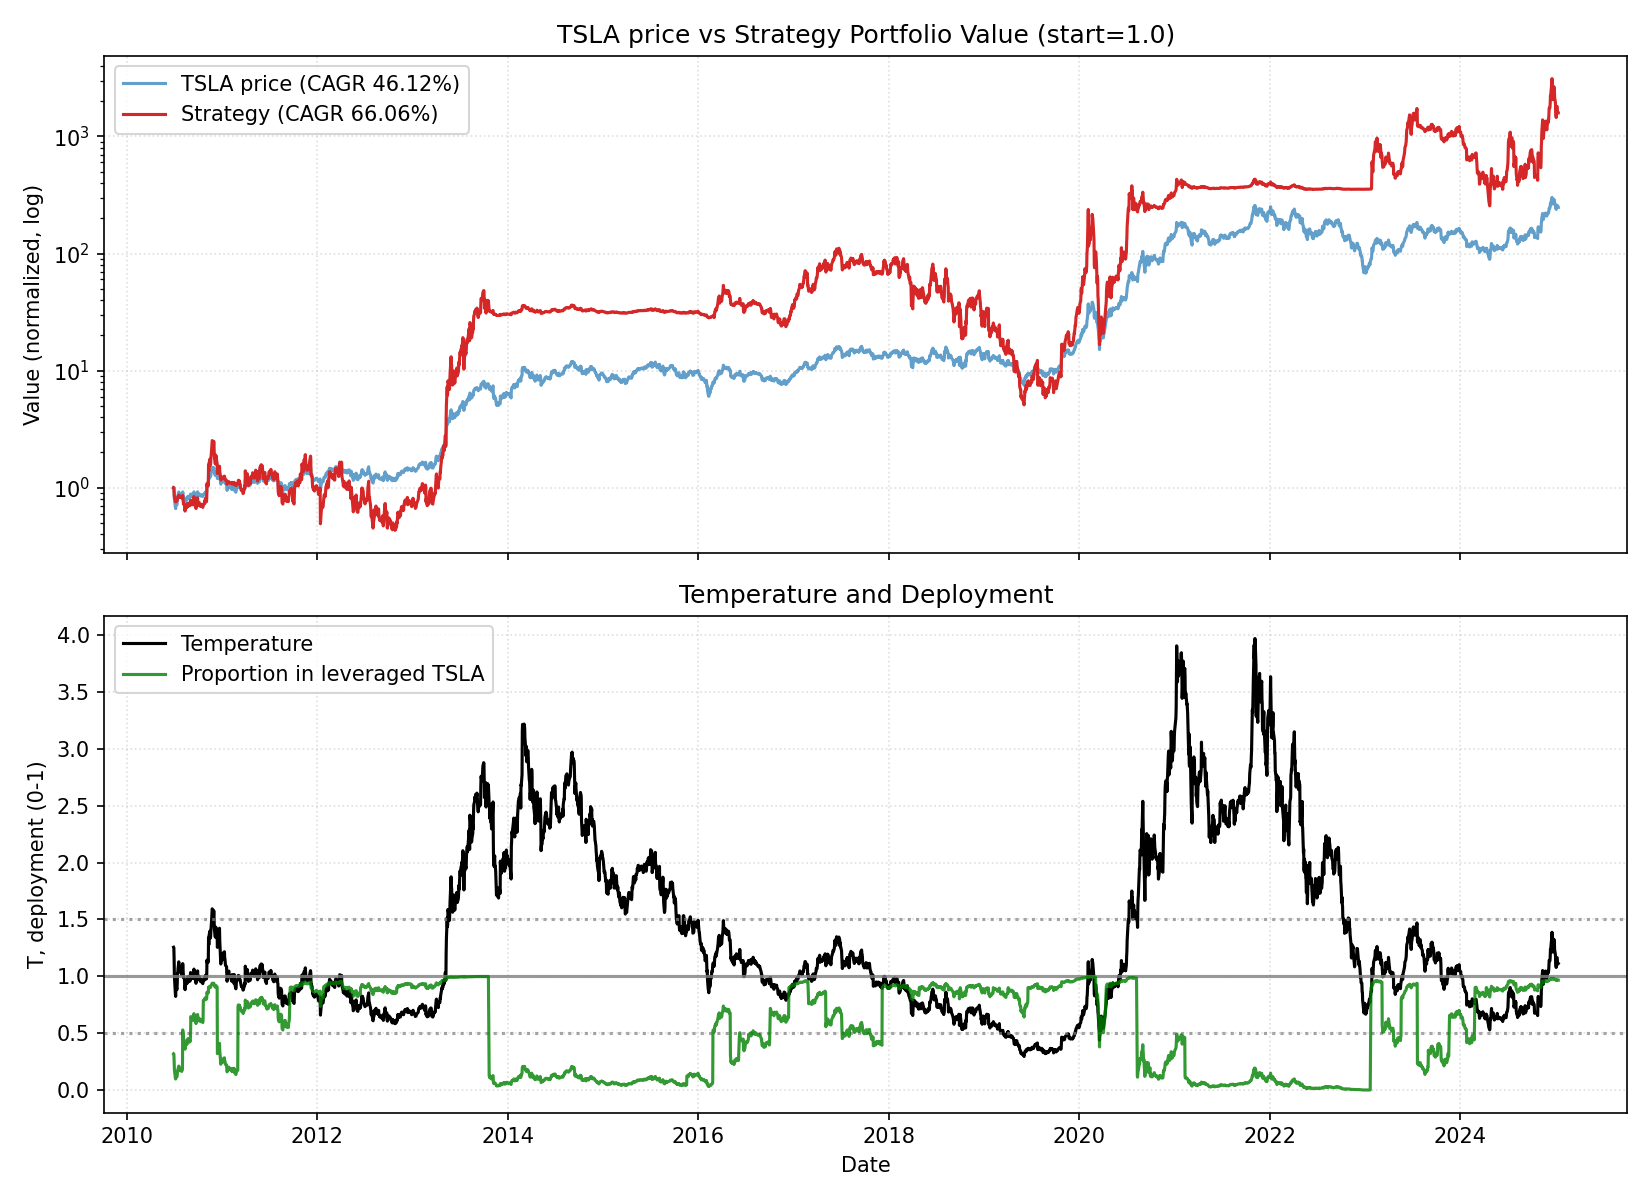 TSLA price vs Strategy Portfolio Value (start=1.0)
TSLA price (CAGR 46.12%)
Strategy (CAGR 66.06%)
Value (normalized, log)
10³
10²
10¹
10⁰
Temperature and Deployment
Temperature
Proportion in leveraged TSLA
T, deployment (0-1)
4.0
3.5
3.0
2.5
2.0
1.5
1.0
0.5
0.0
2010 2012 2014 2016 2018 2020 2022 2024
Date